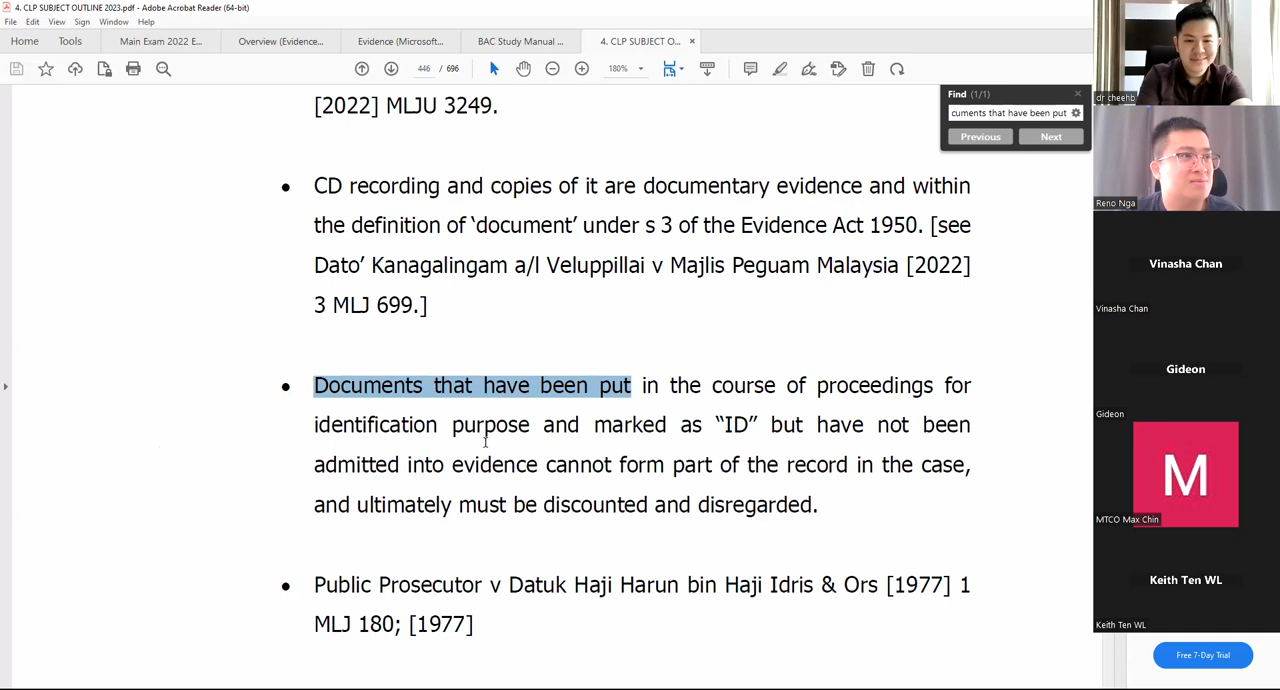 4. CLP SUBJECT OUTLINE 2023.pdf - Adobe Acrobat Reader (64-bit)
File Edit View Sign Window Help
Home Tools Main Exam 2022 E... Overview (Evidence... Evidence (Microsoft... BAC Study Manual ... 4. CLP SUBJECT O... ×
446 / 696 180%
Find (1/1)
cuments that have been put
Previous Next
[2022] MLJU 3249.
• CD recording and copies of it are documentary evidence and within
the definition of ‘document’ under s 3 of the Evidence Act 1950. [see
Dato’ Kanagalingam a/l Veluppillai v Majlis Peguam Malaysia [2022]
3 MLJ 699.]
• Documents that have been put in the course of proceedings for
identification purpose and marked as “ID” but have not been
admitted into evidence cannot form part of the record in the case,
and ultimately must be discounted and disregarded.
• Public Prosecutor v Datuk Haji Harun bin Haji Idris & Ors [1977] 1
MLJ 180; [1977]
dr cheehb
Reno Nga
Vinasha Chan
Vinasha Chan
Gideon
Gideon
M
MTCO Max Chin
Keith Ten WL
Keith Ten WL
Free 7-Day Trial